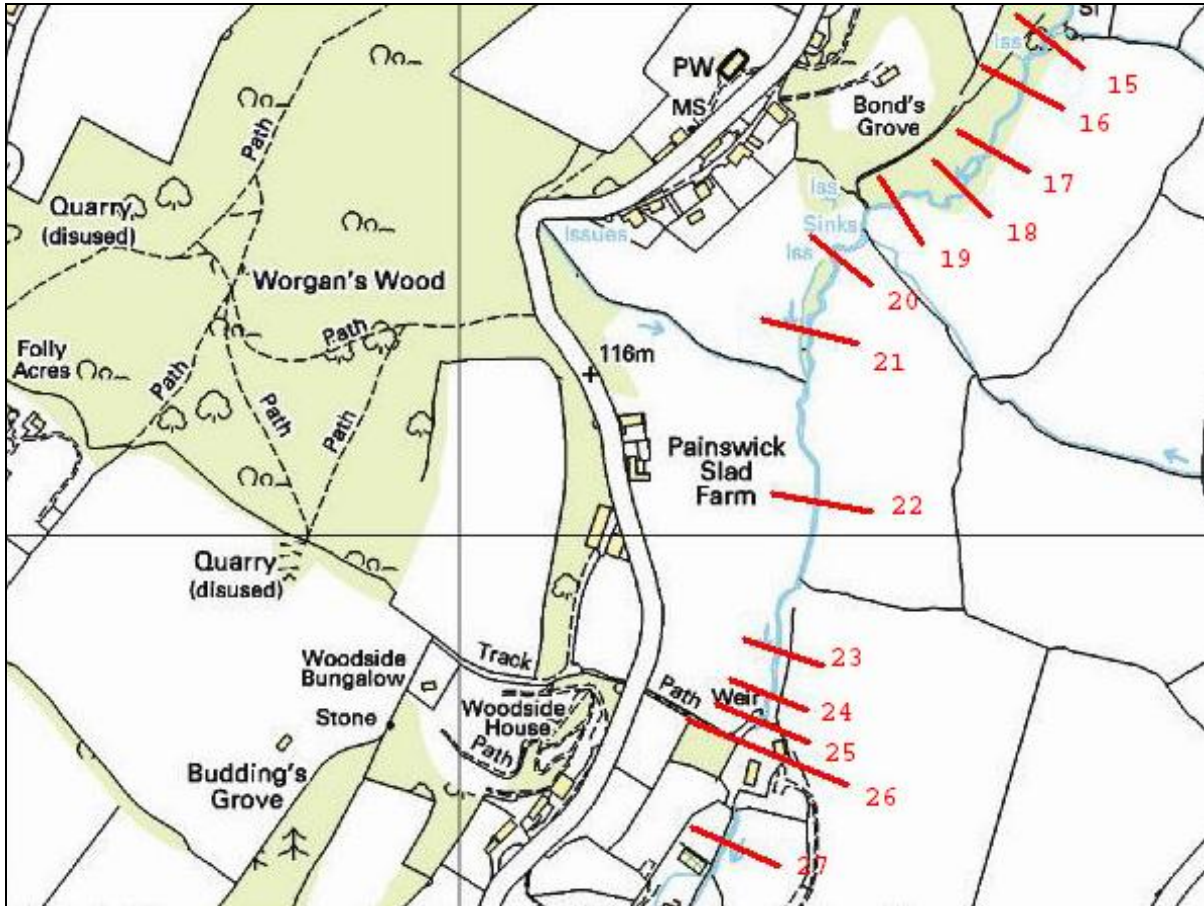 Iss
15
16
PW
MS
Bond's
Grove
17
18
19
Path
Quarry
(disused)
Iss
Issues
Sinks
Iss
20
Worgan's Wood
21
Path
Folly
Acres
Path
116m
Path
Path
Painswick
Slad
Farm
22
Quarry
(disused)
Woodside
Bungalow
Track
23
Path
Weir
24
Stone
Woodside
House
Path
25
Budding's
Grove
26
27